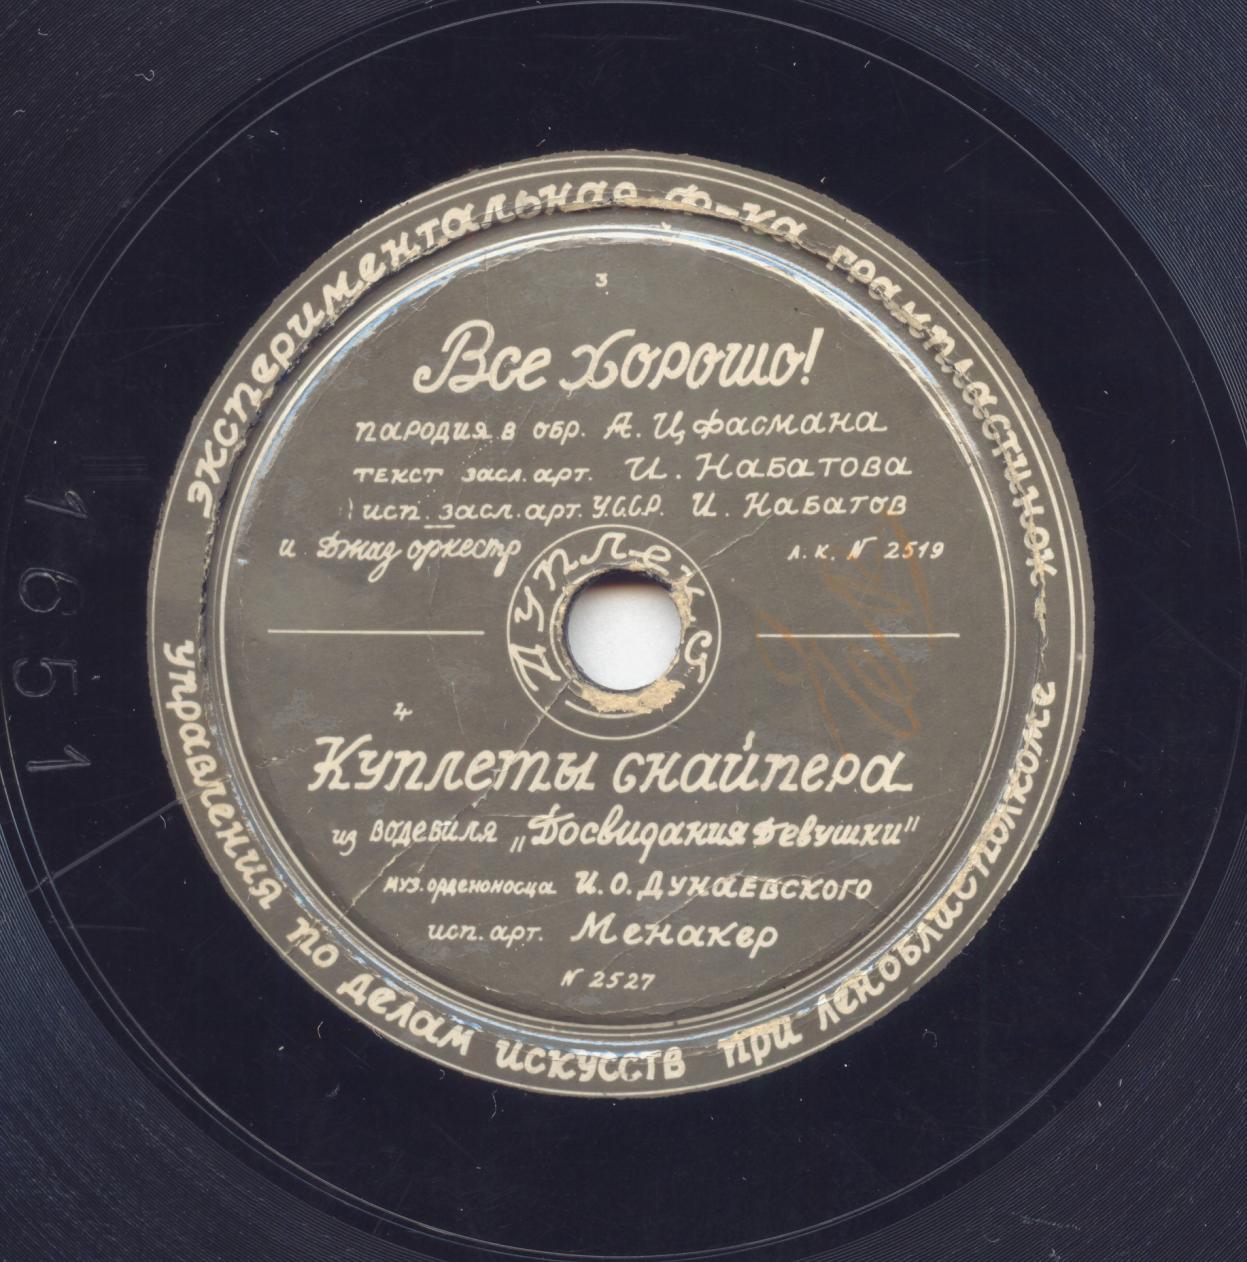 Экспериментальная ф-ка грампластинок
3
Все хорошо!
пародия в обр. А. Цфасмана
текст засл. арт. И. Набатова
исп. засл. арт. У.С.С.Р. И. Набатов
и Джаз оркестр
л. к. № 2519
Дуплекс
4
Куплеты снайпера
из водевиля „Досвидания девушки"
муз. орденоносца И. О. Дунаевского
исп. арт. Менакер
№ 2527
управления по делам искусств при леноблисполкоме
1651